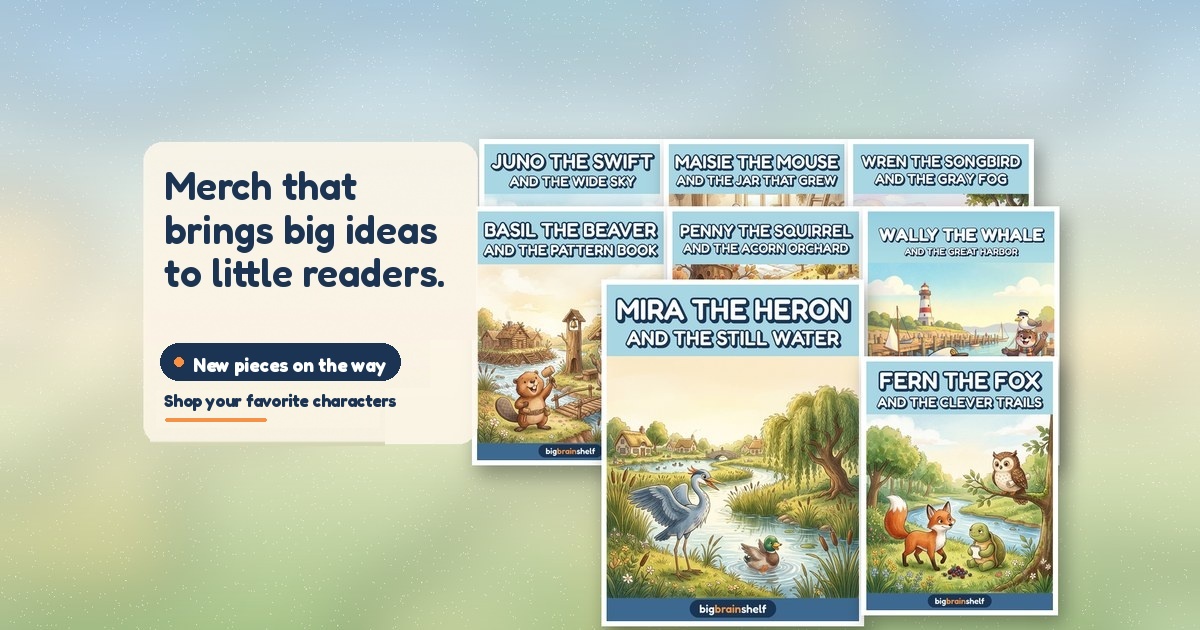 Merch that
brings big ideas
to little readers.
New pieces on the way
Shop your favorite characters
JUNO THE SWIFT
AND THE WIDE SKY
MAISIE THE MOUSE
AND THE JAR THAT GREW
WREN THE SONGBIRD
AND THE GRAY FOG
BASIL THE BEAVER
AND THE PATTERN BOOK
bigbrainshelf
PENNY THE SQUIRREL
AND THE ACORN ORCHARD
WALLY THE WHALE
AND THE GREAT HARBOR
MIRA THE HERON
AND THE STILL WATER
bigbrainshelf
FERN THE FOX
AND THE CLEVER TRAILS
bigbrainshelf